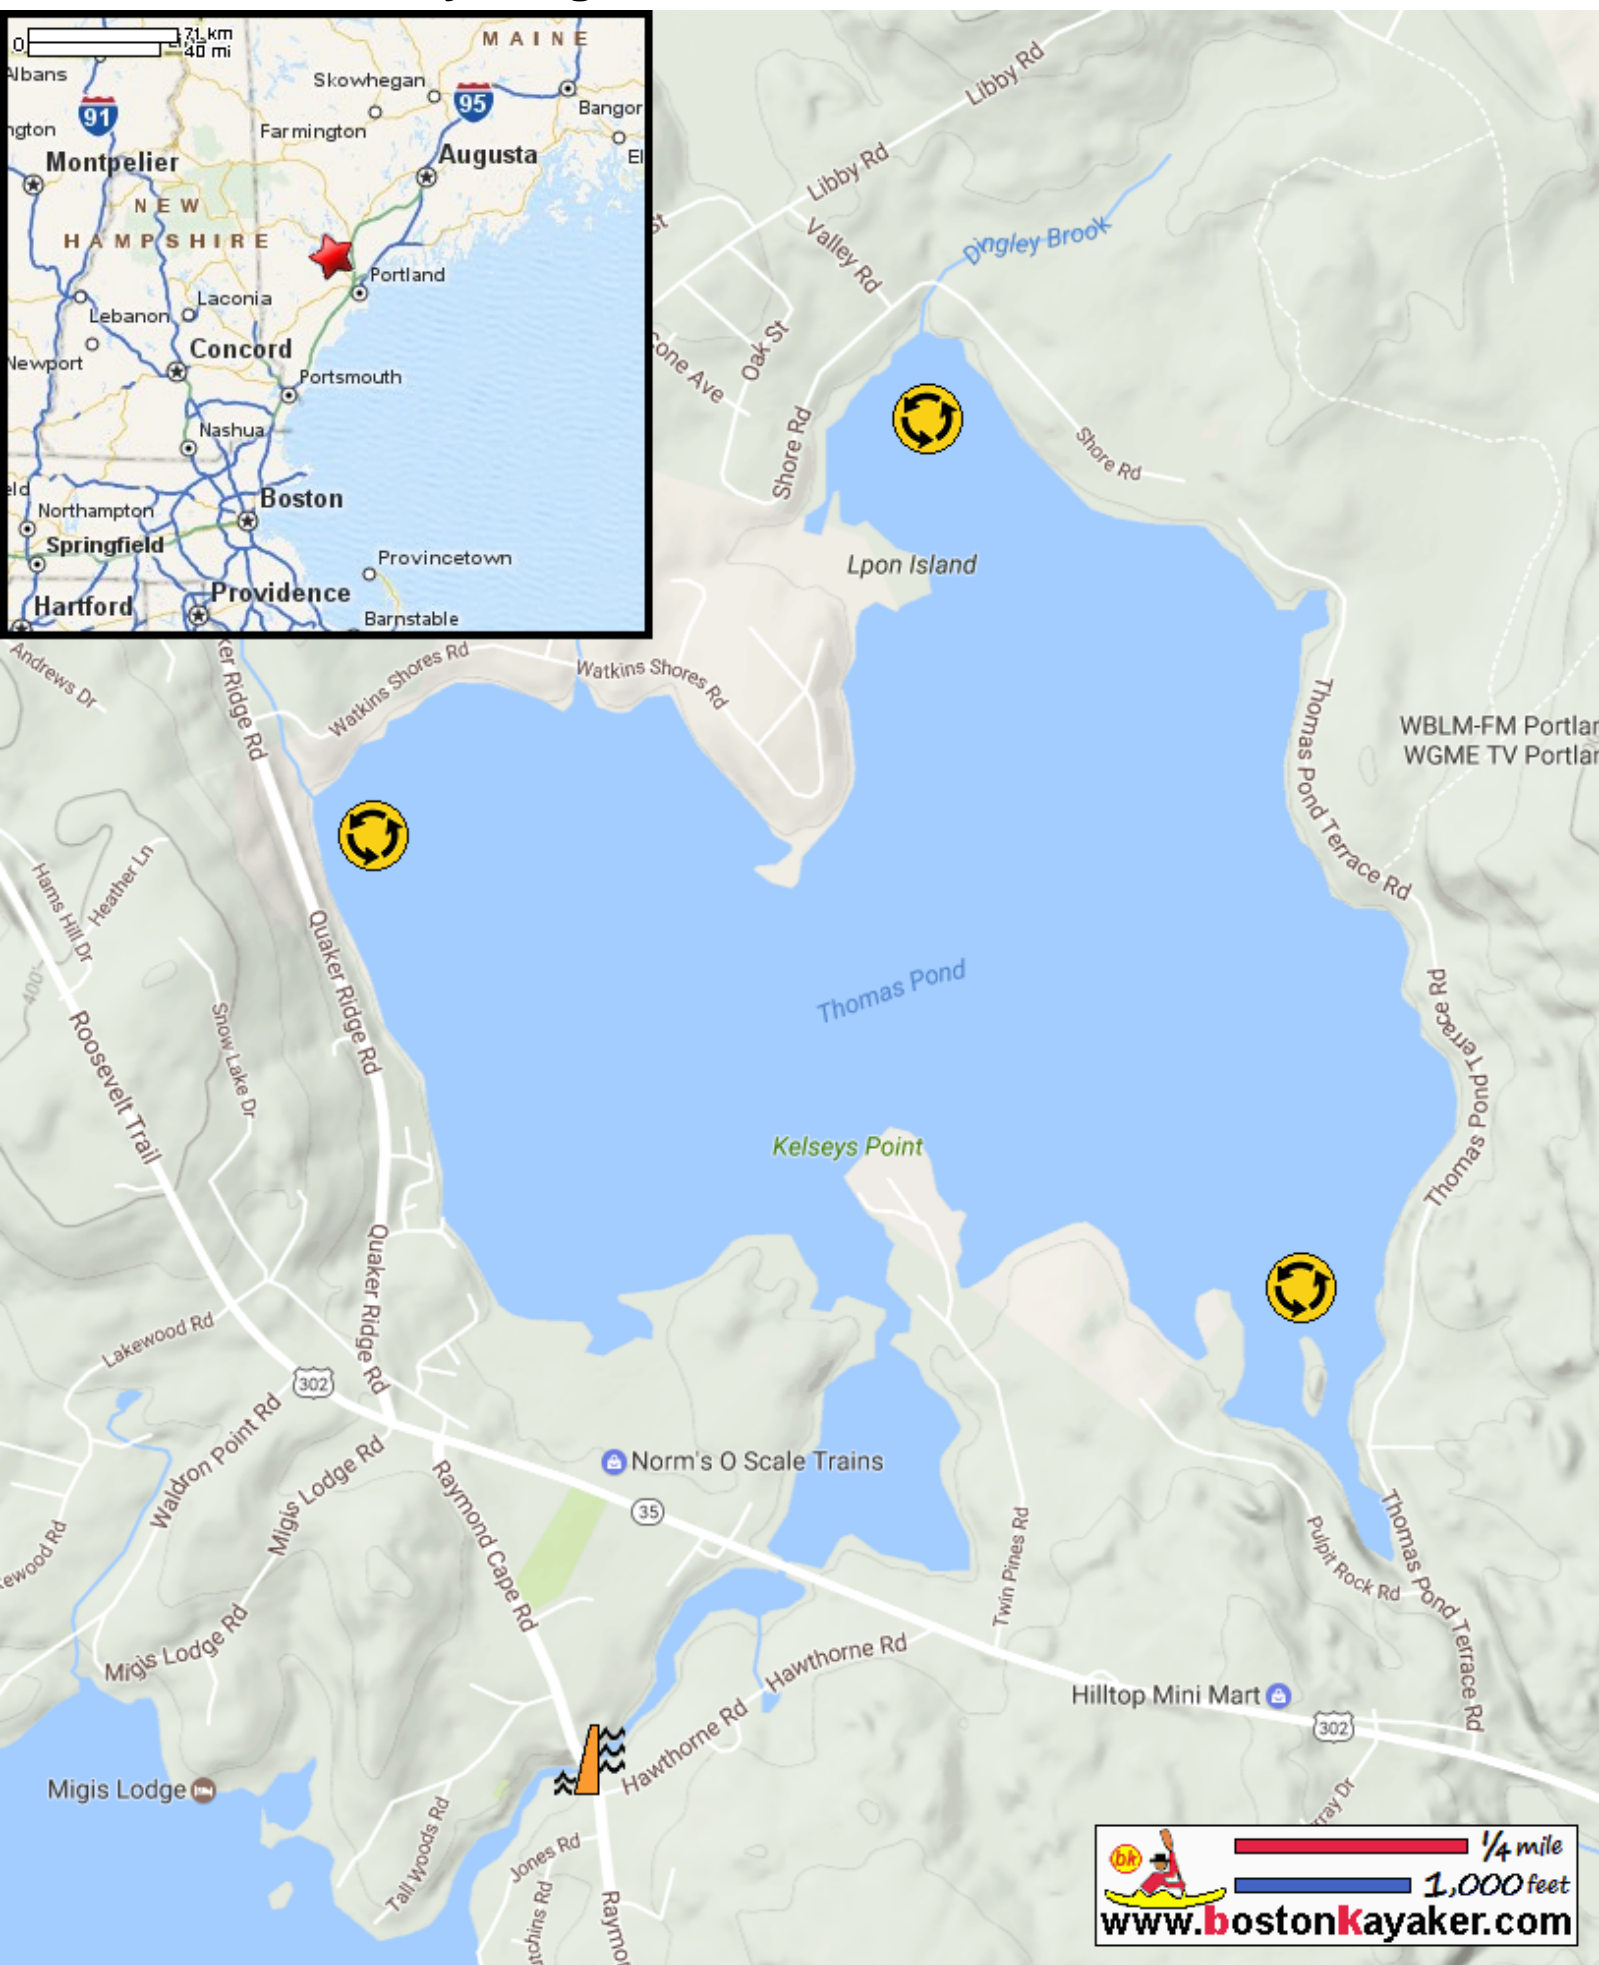 71 km
0
40 mi
MAINE
Albans
Skowhegan
95
91
Bangor
Farmington
Augusta
Montpelier
NEW
HAMPSHIRE
Portland
Laconia
Lebanon
Concord
Newport
Portsmouth
Nashua
Boston
Northampton
Springfield
Provincetown
Providence
Hartford
Barnstable
Libby Rd
Libby Rd
Valley Rd
Dingley Brook
Oak St
Shore Rd
Shore Rd
Lpon Island
Andrews Dr
Watkins Shores Rd
Watkins Shores Rd
Thomas Pond Terrace Rd
WBLM-FM Portlan
WGME TV Portlan
Hams Hill Dr
Heather Ln
Quaker Ridge Rd
400'
Snow Lake Dr
Roosevelt Trail
Thomas Pond
Thomas Pond Terrace Rd
Terrace Rd
Kelseys Point
Quaker Ridge Rd
Lakewood Rd
302
Waldron Point Rd
Migis Lodge Rd
Raymond Cape Rd
Norm's O Scale Trains
35
Twin Pines Rd
Pulpit Rock Rd
Thomas Pond Terrace Rd
Migis Lodge Rd
Hawthorne Rd
Hilltop Mini Mart
302
Hawthorne Rd
Migis Lodge
Tall Woods Rd
Jones Rd
1/4 mile
1,000 feet
bk
www.bostonkayaker.com